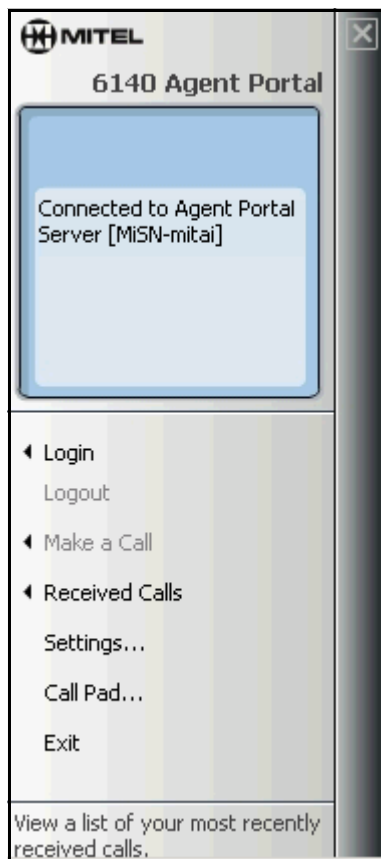 MITEL
6140 Agent Portal
Connected to Agent Portal
Server [MiSN-mitai]
Login
Logout
Make a Call
Received Calls
Settings...
Call Pad...
Exit
View a list of your most recently
received calls.